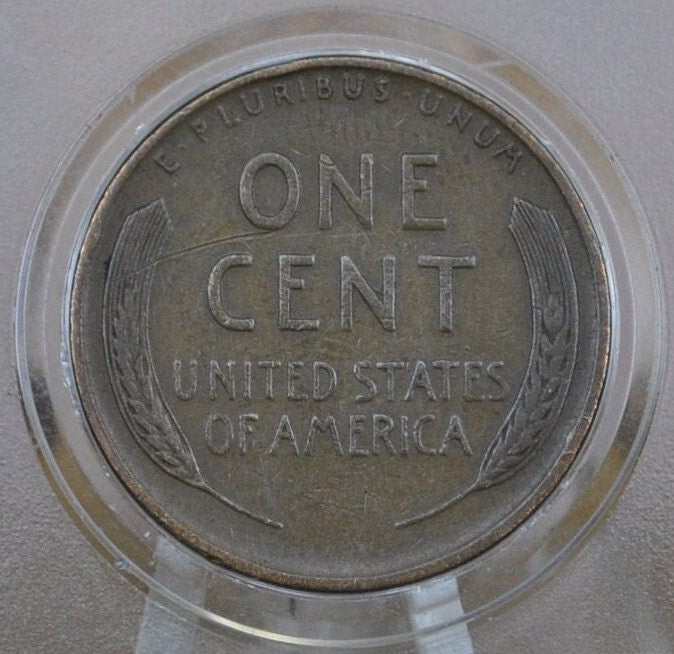 E·PLURIBUS·UNUM
ONE
CENT
UNITED STATES
OF AMERICA